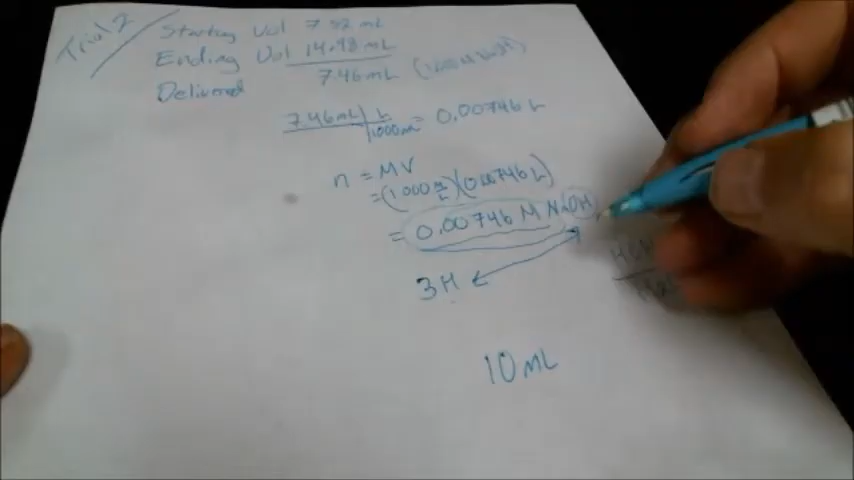 Trial 2
Starting Vol 7.52 mL
Ending Vol 14.98 mL
Delivered 7.46 mL
7.46 mL | L
1000 mL = 0.00746 L
n = MV
= (1.000 )(0.00746 L)
= 0.00746 M NaOH
3H
10 mL